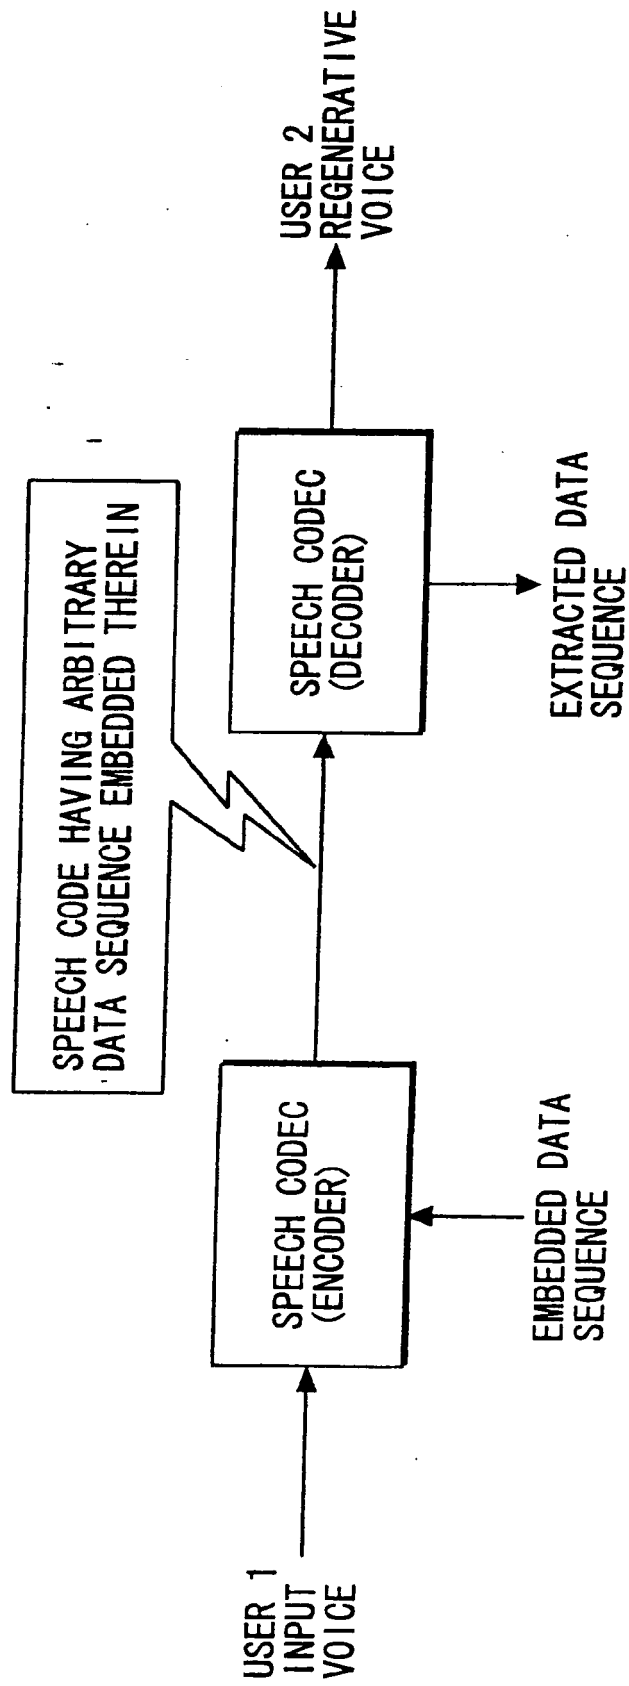 SPEECH CODE HAVING ARBITRARY
DATA SEQUENCE EMBEDDED THEREIN
USER 1
INPUT
VOICE
SPEECH CODEC
(ENCODER)
EMBEDDED DATA
SEQUENCE
SPEECH CODEC
(DECODER)
EXTRACTED DATA
SEQUENCE
USER 2
REGENERATIVE
VOICE